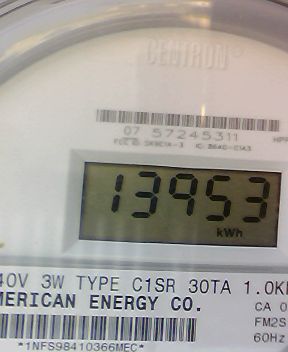 CENTRON®
07 57245311
13953
kWh
40V 3W TYPE C1SR 30TA 1.0K
MERICAN ENERGY CO.
CA 0
FM2S
60Hz
*1NFS98410366MEC*